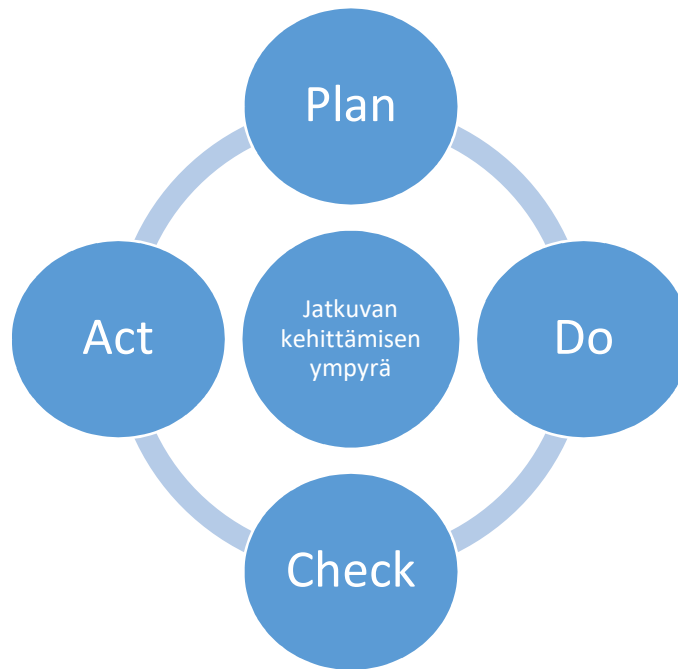 Plan
Act
Jatkuvan
kehittämisen
ympyrä
Do
Check